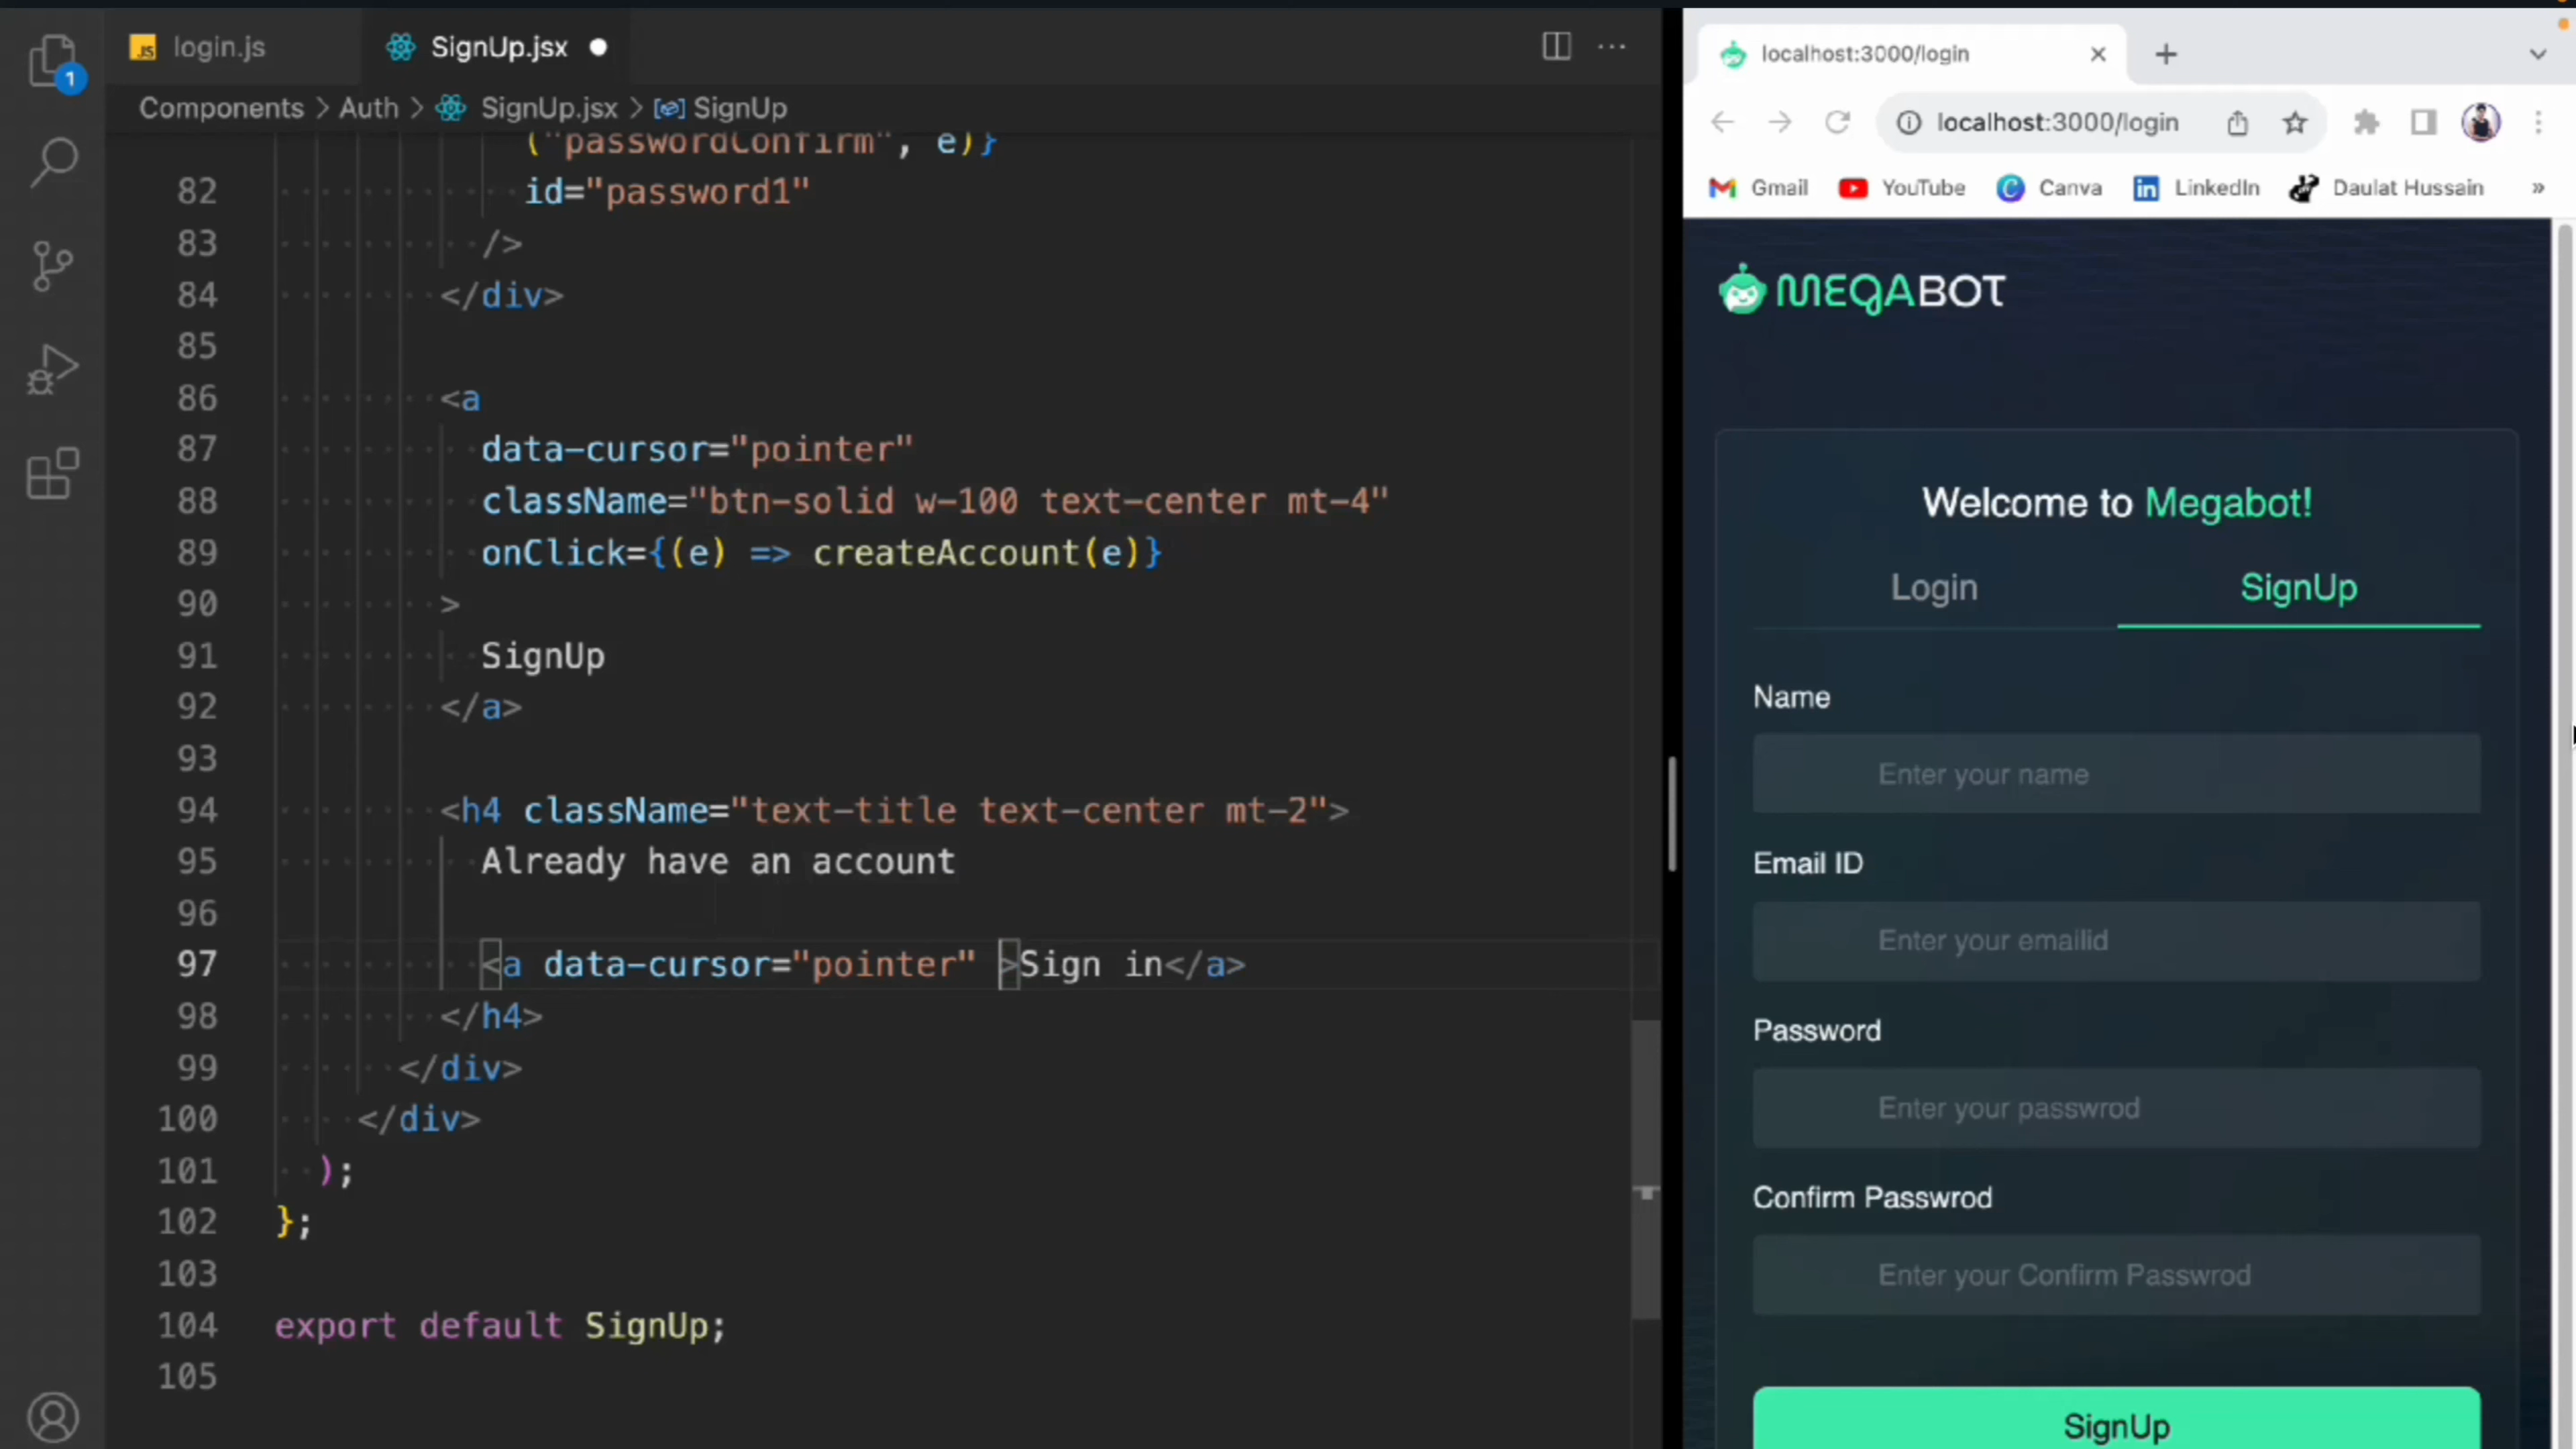 login.js
SignUp.jsx
Components > Auth > SignUp.jsx > SignUp
("passwordConfirm", e)}
82 id="password1"
83 />
84 </div>
85
86 <a
87 data-cursor="pointer"
88 className="btn-solid w-100 text-center mt-4"
89 onClick={(e) => createAccount(e)}
90 >
91 SignUp
92 </a>
93
94 <h4 className="text-title text-center mt-2">
95 Already have an account
96
97 <a data-cursor="pointer" >Sign in</a>
98 </h4>
99 </div>
100 </div>
101 );
102 };
103
104 export default SignUp;
105
1
localhost:3000/login
localhost:3000/login
Gmail YouTube Canva LinkedIn Daulat Hussain »
MEGABOT
Welcome to Megabot!
Login SignUp
Name
Enter your name
Email ID
Enter your emailid
Password
Enter your passwrod
Confirm Passwrod
Enter your Confirm Passwrod
SignUp